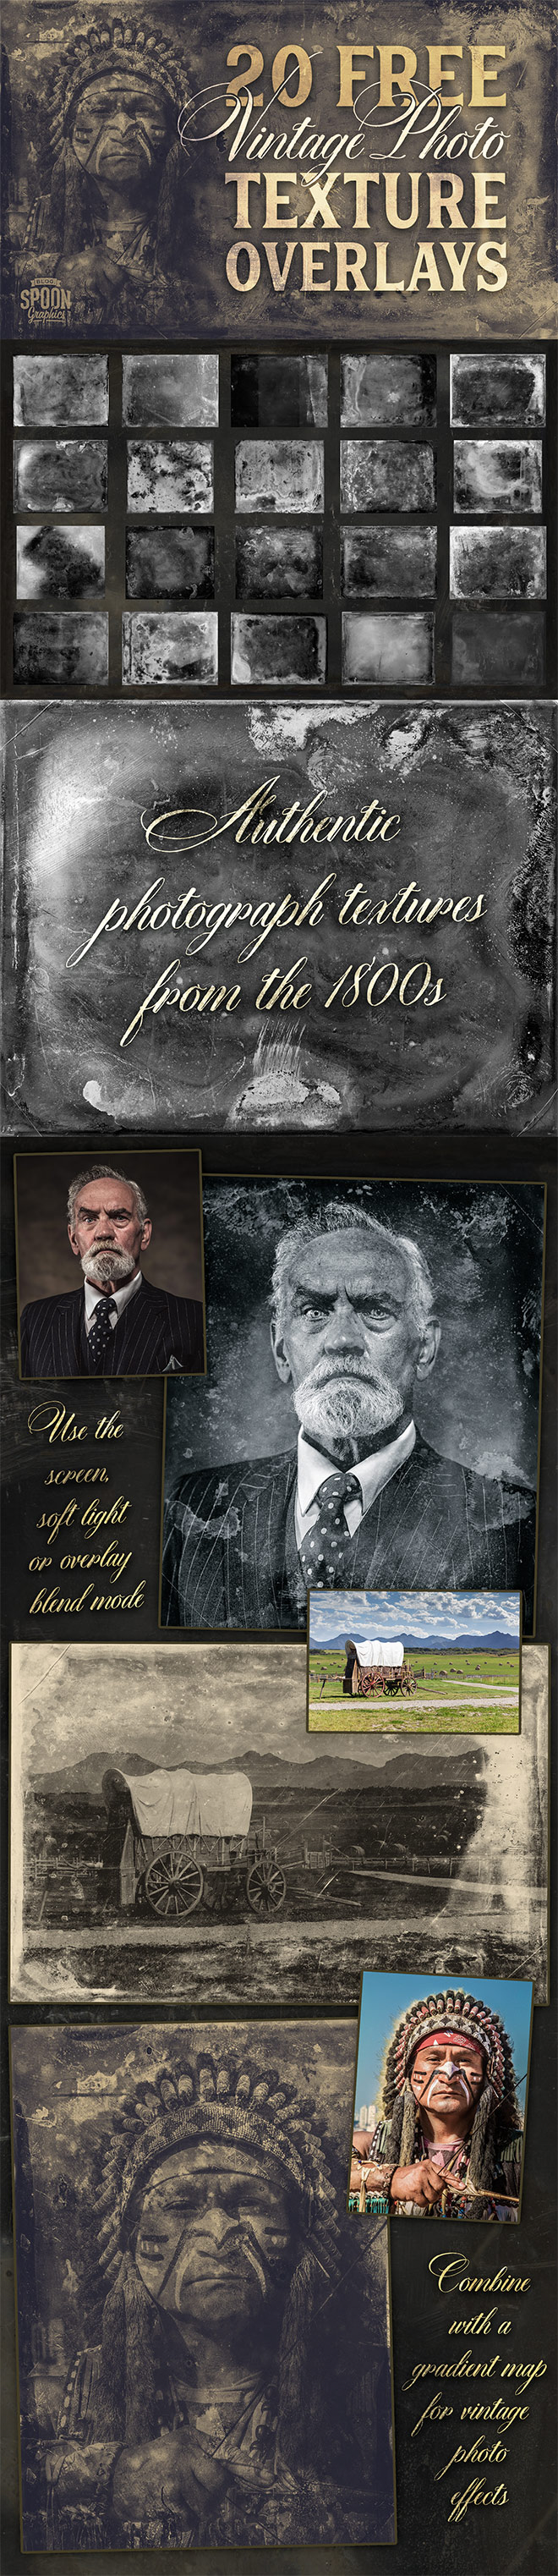 20 FREE
Vintage Photo
TEXTURE
OVERLAYS
BLOG.
SPOON
Graphics
Authentic
photograph textures
from the 1800s
Use the
screen,
soft light
or overlay
blend mode
Combine
with a
gradient map
for vintage
photo
effects